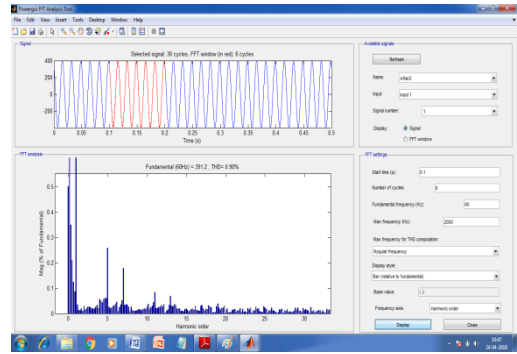 Powergui FFT Analysis Tool
File Edit View Insert Tools Desktop Window Help
Signal
Selected signal: 30 cycles. FFT window (in red): 6 cycles
400
200
0
-200
0 0.05 0.1 0.15 0.2 0.25 0.3 0.35 0.4 0.45 0.5
Time (s)
FFT analysis
Fundamental (60Hz) = 391.2 , THD= 0.90%
0.5
0.4
0.3
0.2
0.1
0
0 5 10 15 20 25 30
Harmonic order
Mag (% of Fundamental)
Available signals
Refresh
Name:
Input:
input 1
Signal number:
1
Display:
Signal
FFT window
FFT settings
Start time (s):
0.1
Number of cycles:
6
Fundamental frequency (Hz):
60
Max frequency (Hz):
2000
Max frequency for THD computation:
Nyquist frequency
Display style:
Bar (relative to fundamental)
Base value:
1.0
Frequency axis:
Harmonic order
Display
Close